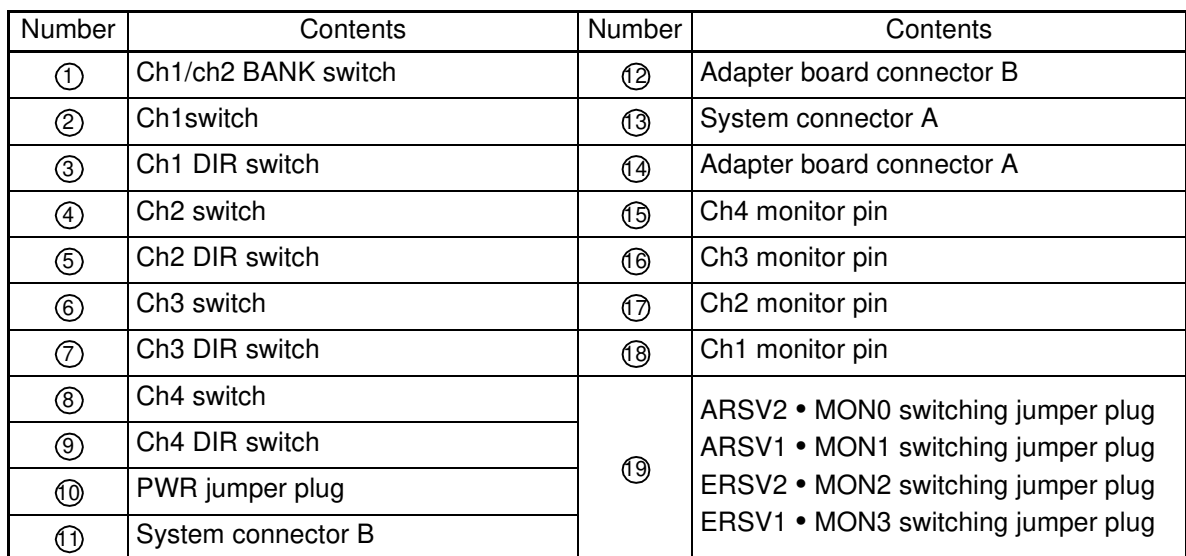 Number Contents Number Contents
① Ch1/ch2 BANK switch ⑫ Adapter board connector B
② Ch1switch ⑬ System connector A
③ Ch1 DIR switch ⑭ Adapter board connector A
④ Ch2 switch ⑮ Ch4 monitor pin
⑤ Ch2 DIR switch ⑯ Ch3 monitor pin
⑥ Ch3 switch ⑰ Ch2 monitor pin
⑦ Ch3 DIR switch ⑱ Ch1 monitor pin
⑧ Ch4 switch
⑨ Ch4 DIR switch
⑩ PWR jumper plug
⑪ System connector B
⑲
ARSV2 • MON0 switching jumper plug
ARSV1 • MON1 switching jumper plug
ERSV2 • MON2 switching jumper plug
ERSV1 • MON3 switching jumper plug